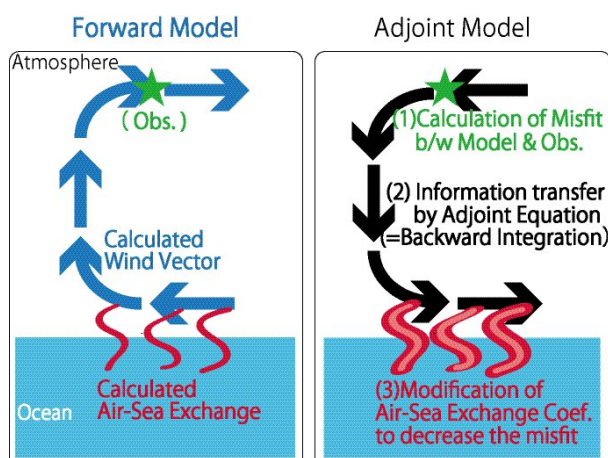 Forward Model
Atmosphere
( Obs. )
Calculated
Wind Vector
Calculated
Air-Sea Exchange
Ocean
Adjoint Model
(1)Calculation of Misfit
b/w Model & Obs.
(2) Information transfer
by Adjoint Equation
(=Backward Integration)
(3)Modification of
Air-Sea Exchange Coef.
to decrease the misfit